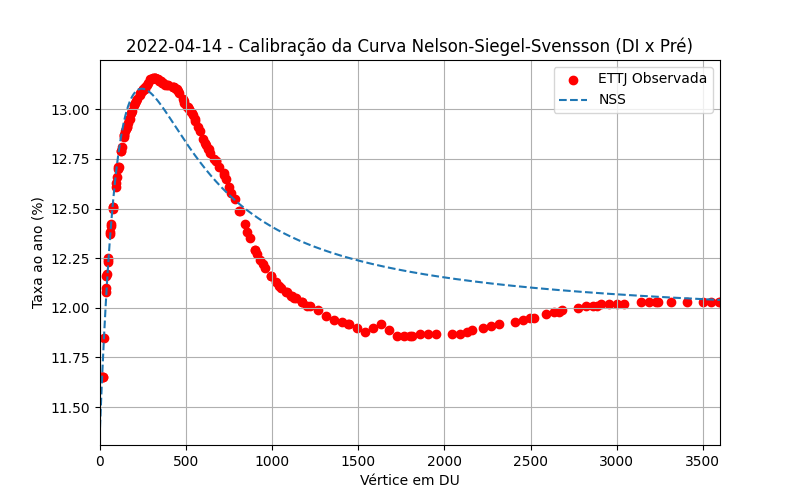 2022-04-14 - Calibração da Curva Nelson-Siegel-Svensson (DI x Pré)
ETTJ Observada
NSS
Taxa ao ano (%)
13.00
12.75
12.50
12.25
12.00
11.75
11.50
0 500 1000 1500 2000 2500 3000 3500
Vértice em DU